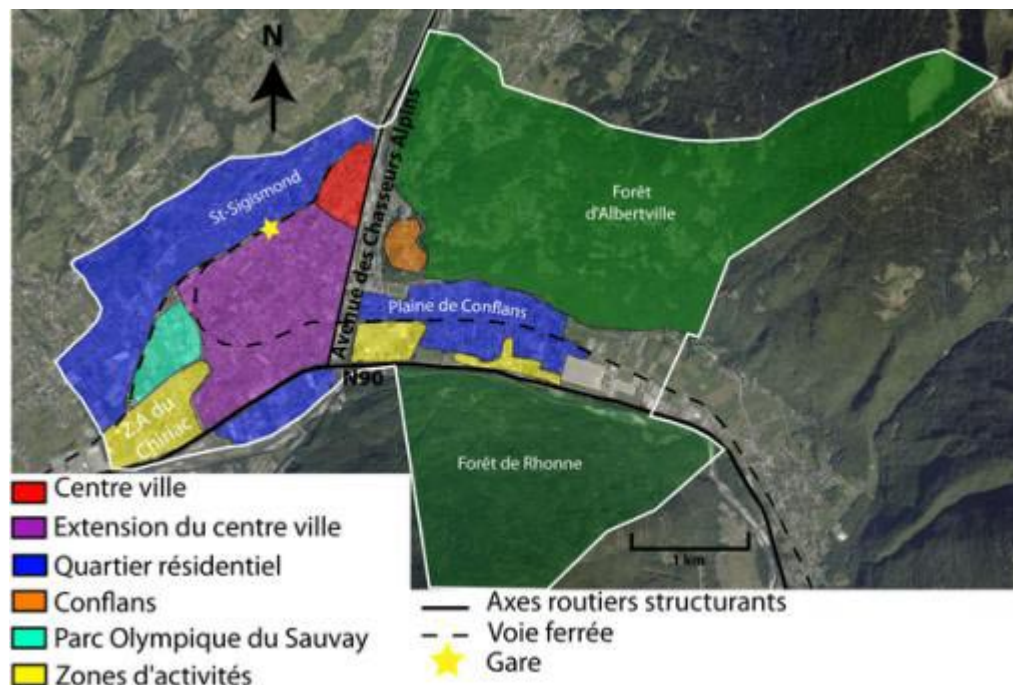 N
Avenue des Chasseurs Alpins
St-Sigismond
Forêt
d'Albertville
Plaine de Conflans
N90
Z.A du
Chiriac
Forêt de Rhonne
1 km
Centre ville
Extension du centre ville
Quartier résidentiel
Conflans
Parc Olympique du Sauvay
Zones d'activités
Axes routiers structurants
Voie ferrée
Gare